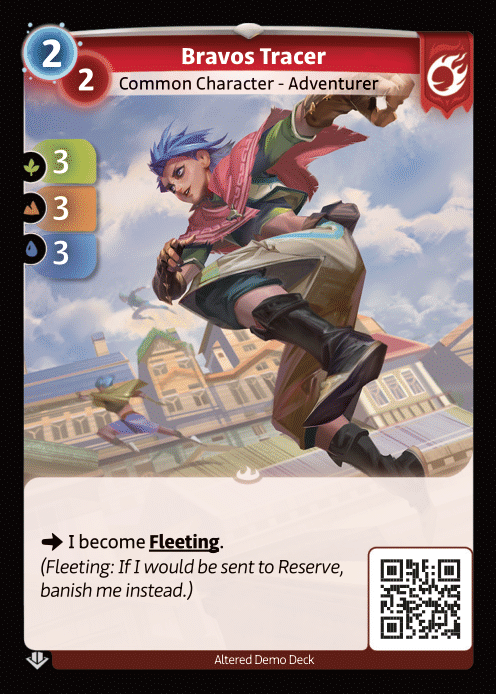 2
Bravos Tracer
2
Common Character - Adventurer
3
3
3
I become Fleeting.
(Fleeting: If I would be sent to Reserve,
banish me instead.)
Altered Demo Deck